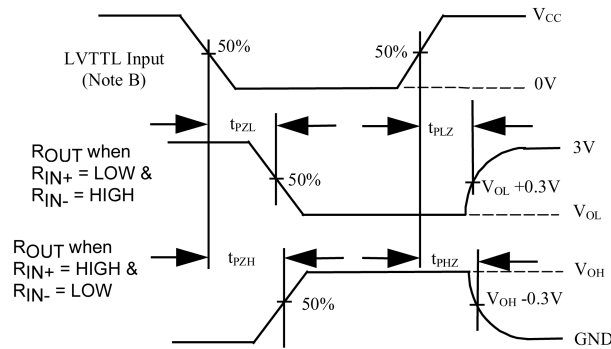 V_CC
50%
50%
LVTTL Input
(Note B)
0V
t_PZL
t_PLZ
R_OUT when
R_IN+ = LOW &
R_IN- = HIGH
3V
50%
V_OL +0.3V
V_OL
R_OUT when
R_IN+ = HIGH &
R_IN- = LOW
t_PZH
t_PHZ
V_OH
50%
V_OH -0.3V
GND